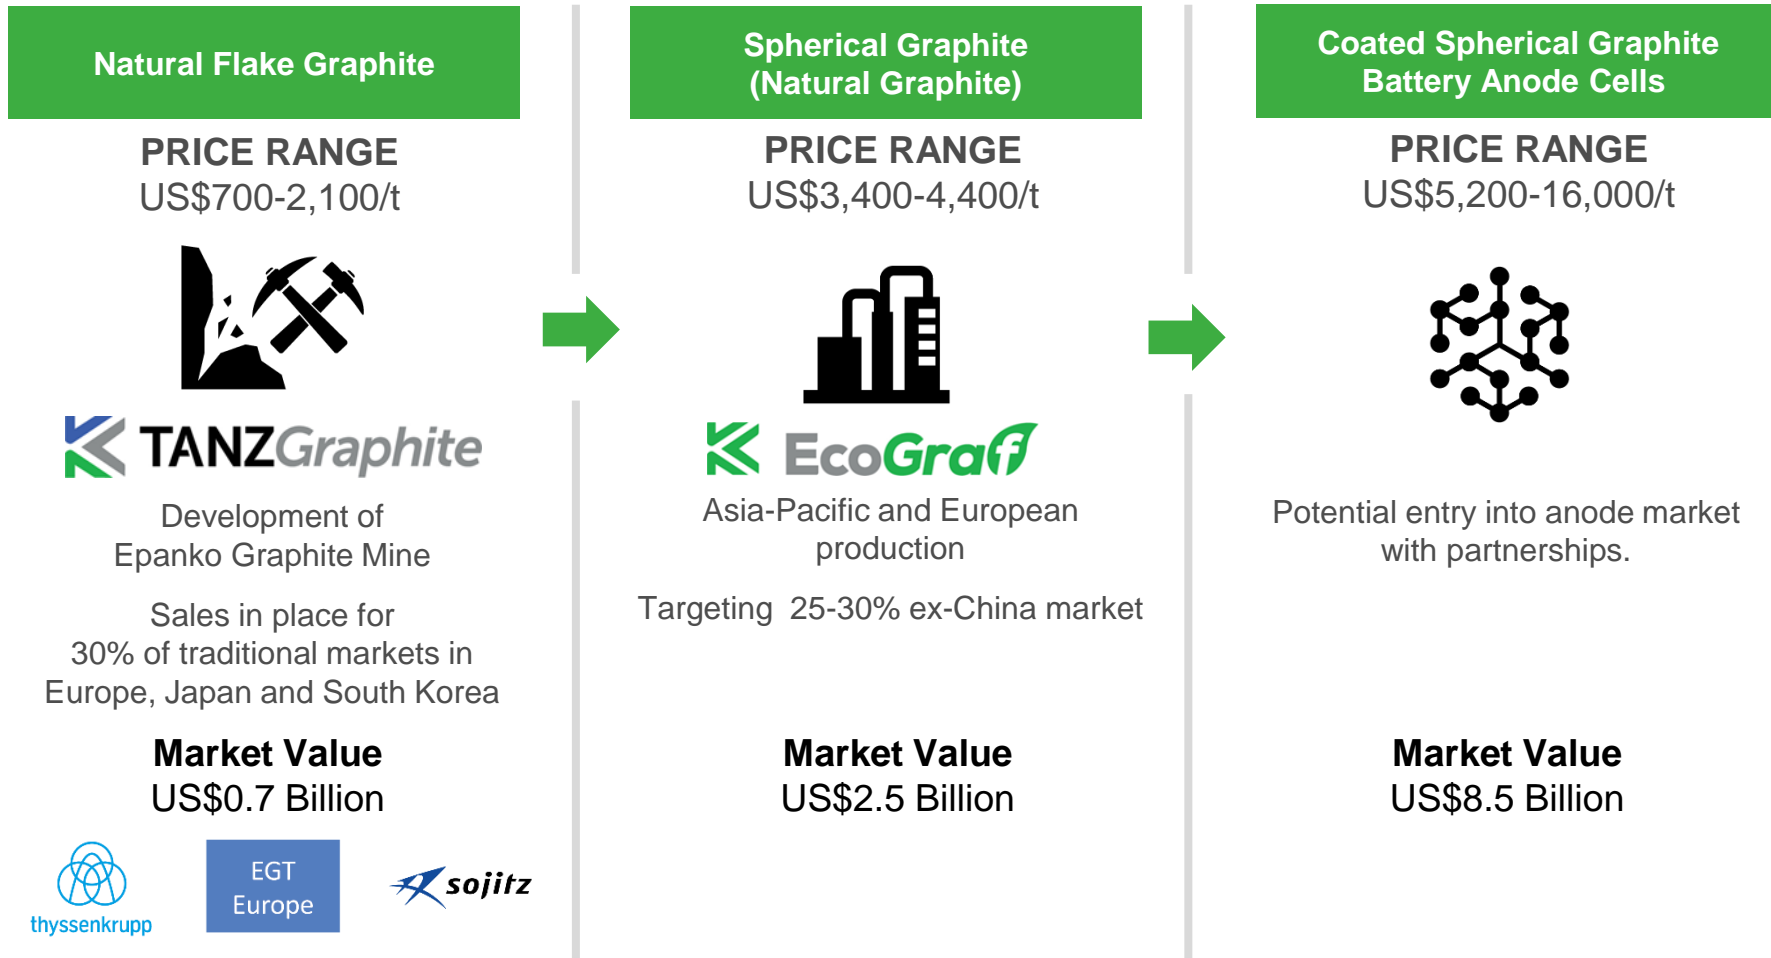 Natural Flake Graphite
PRICE RANGE
US$700-2,100/t
TANZGraphite
Development of
Epanko Graphite Mine
Sales in place for
30% of traditional markets in
Europe, Japan and South Korea
Market Value
US$0.7 Billion
thyssenkrupp
EGT
Europe
sojitz
Spherical Graphite
(Natural Graphite)
PRICE RANGE
US$3,400-4,400/t
EcoGraf
Asia-Pacific and European
production
Targeting  25-30% ex-China market
Market Value
US$2.5 Billion
Coated Spherical Graphite
Battery Anode Cells
PRICE RANGE
US$5,200-16,000/t
Potential entry into anode market
with partnerships.
Market Value
US$8.5 Billion